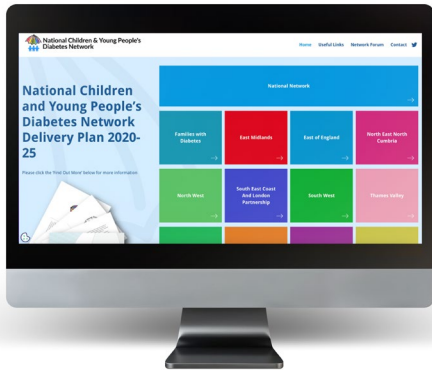 National Children & Young People's
Diabetes Network
Home Useful Links Network Forum Contact
National Children
and Young People's
Diabetes Network
Delivery Plan 2020-
25
Please click the 'Find Out More' below for more information.
National Network
Families with
Diabetes
East Midlands
East of England
North East North
Cumbria
North West
South East Coast
And London
Partnership
South West
Thames Valley